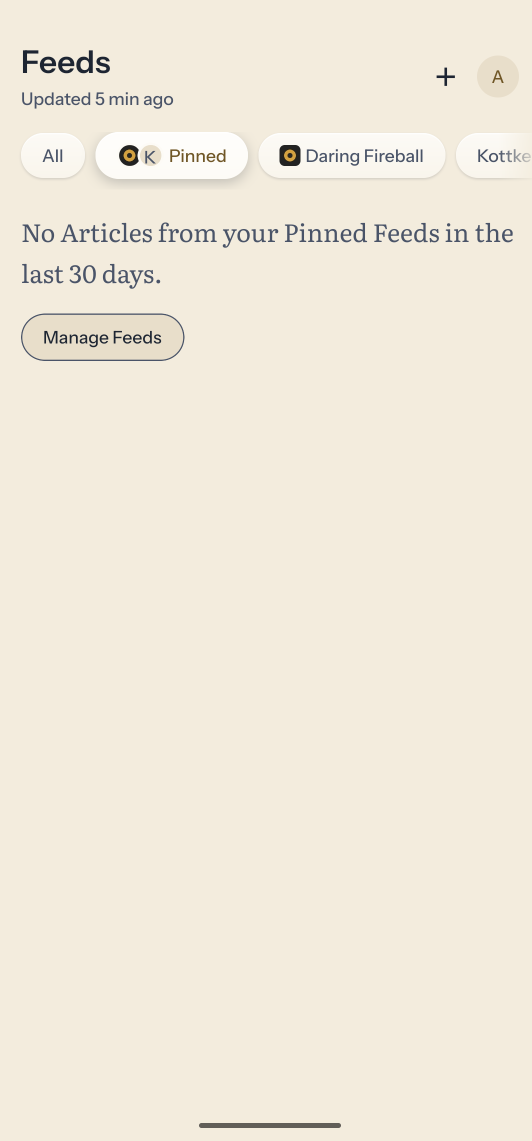 Feeds
Updated 5 min ago
A
All
K
Pinned
Daring Fireball
Kottke
No Articles from your Pinned Feeds in the
last 30 days.
Manage Feeds